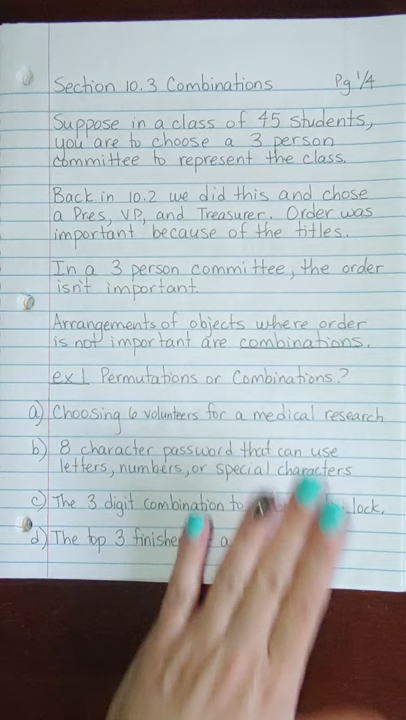 Section 10.3 Combinations Pg 1/4
Suppose in a class of 45 students,
you are to choose a 3 person
committee to represent the class.
Back in 10.2 we did this and chose
a Pres, VP, and Treasurer. Order was
important because of the titles.
In a 3 person committee, the order
isn't important.
Arrangements of objects where order
is not important are combinations.
ex 1 Permutations or Combinations?
a) Choosing 6 volunteers for a medical research
b) 8 character password that can use
letters, numbers, or special characters
c) The 3 digit combination to lock.
d) The top 3 a